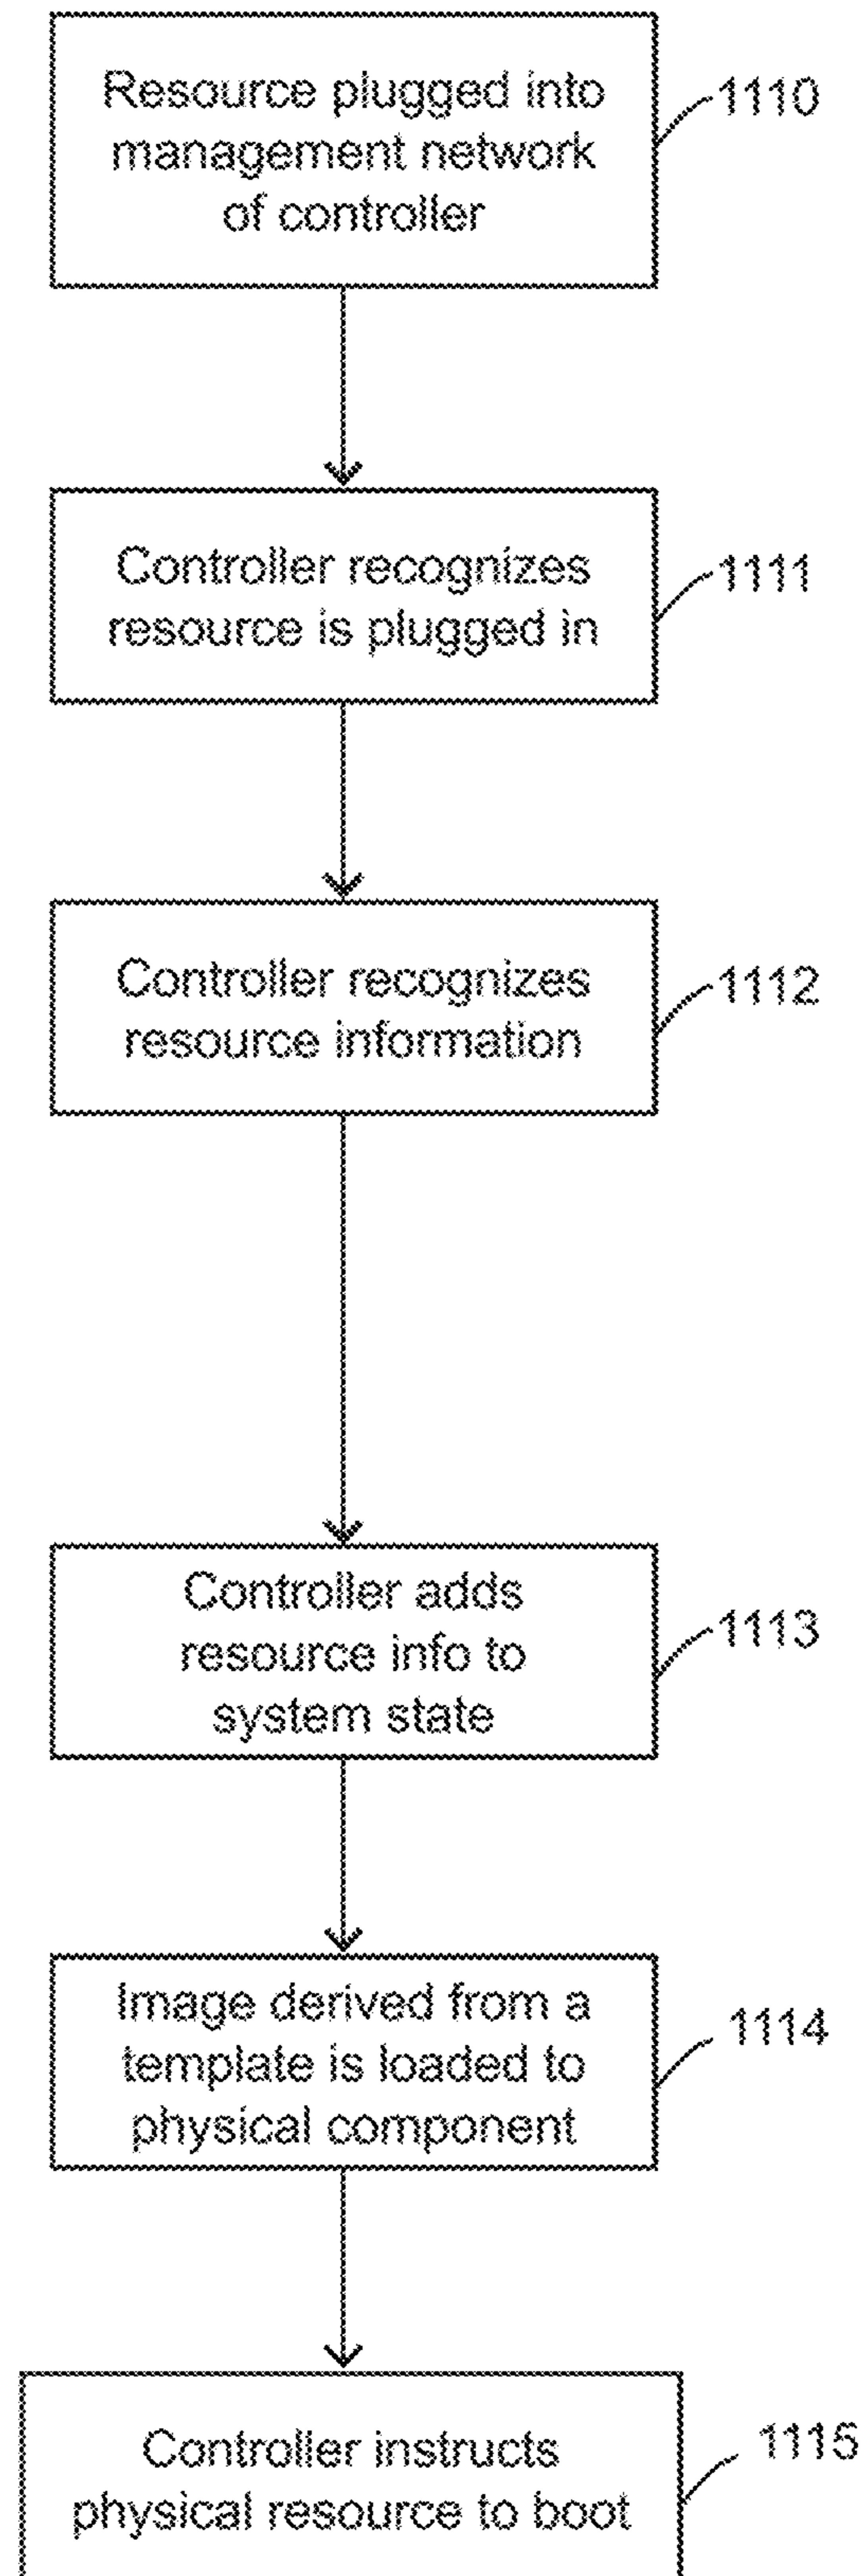 Resource plugged into
management network
of controller
1110
Controller recognizes
resource is plugged in
1111
Controller recognizes
resource information
1112
Controller adds
resource info to
system state
1113
Image derived from a
template is loaded to
physical component
1114
Controller instructs
physical resource to boot
1115